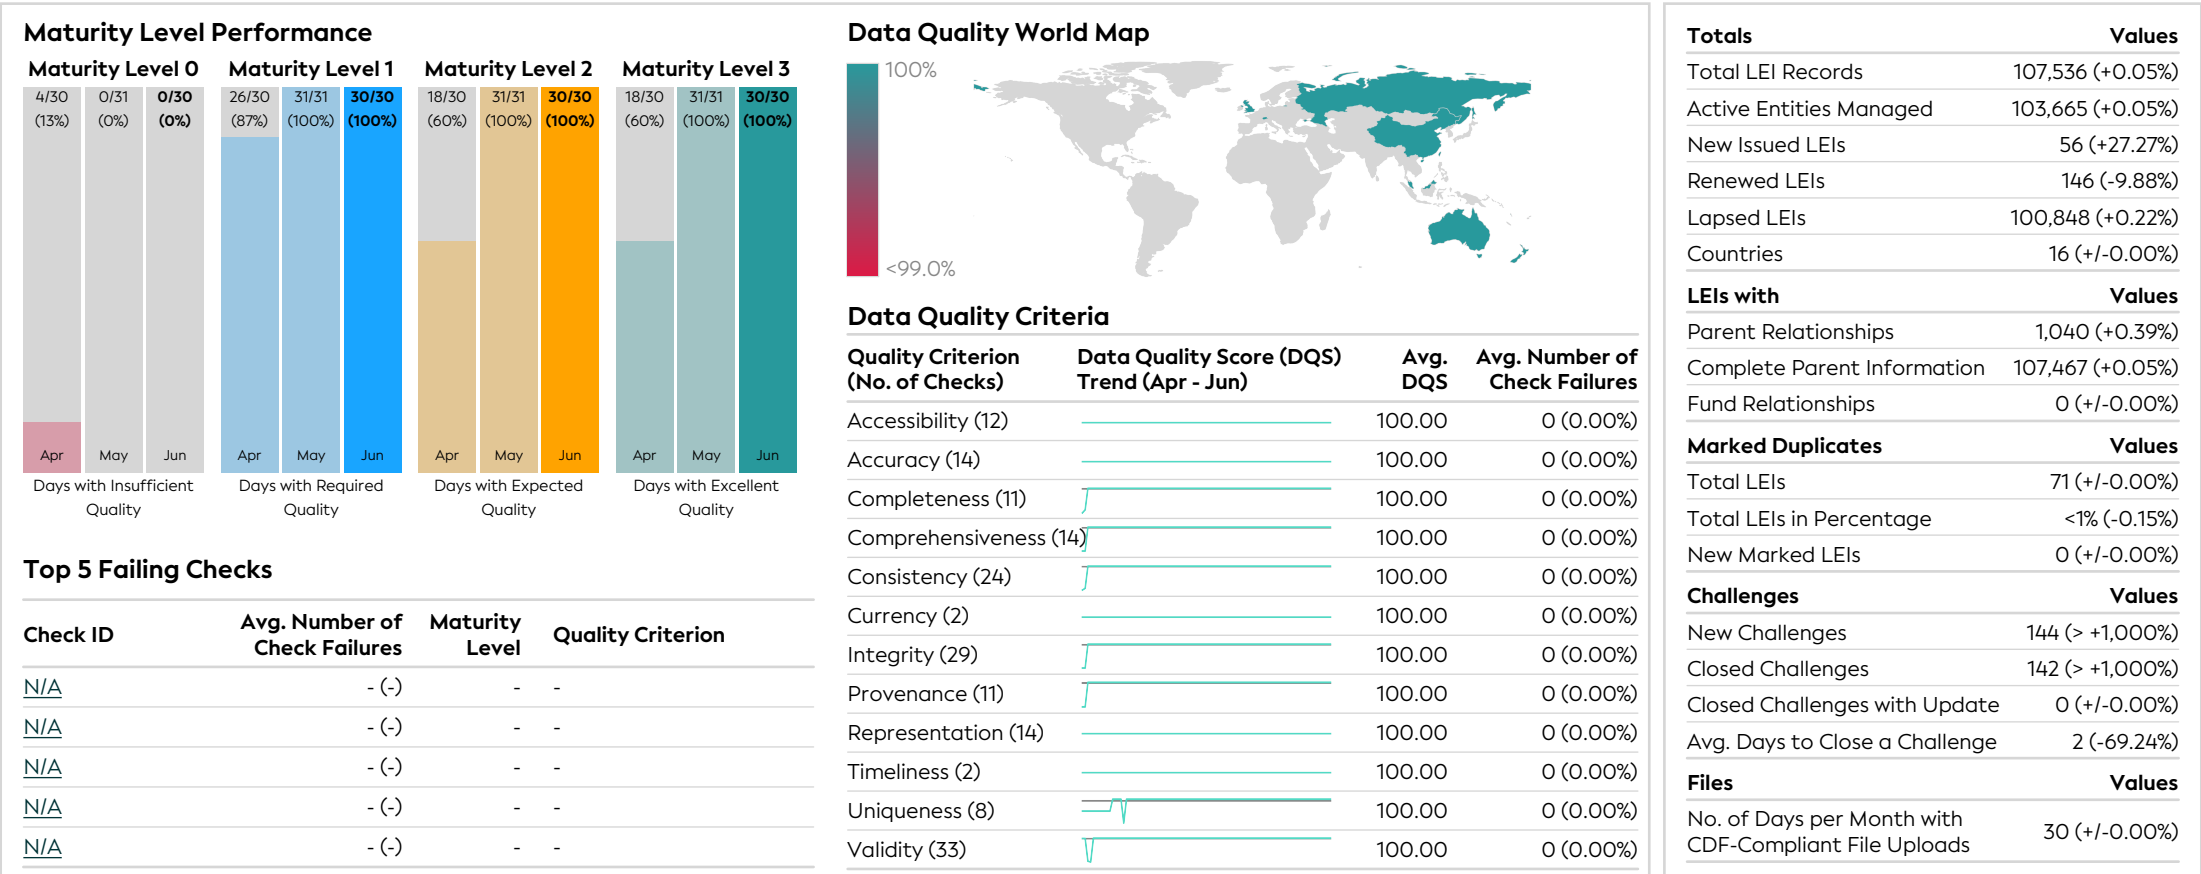 Maturity Level Performance
Maturity Level 0
4/30 0/31 0/30
(13%) (0%) (0%)
Apr May Jun
Days with Insufficient
Quality
Maturity Level 1
26/30 31/31 30/30
(87%) (100%) (100%)
Apr May Jun
Days with Required
Quality
Maturity Level 2
18/30 31/31 30/30
(60%) (100%) (100%)
Apr May Jun
Days with Expected
Quality
Maturity Level 3
18/30 31/31 30/30
(60%) (100%) (100%)
Apr May Jun
Days with Excellent
Quality
Top 5 Failing Checks
Check ID Avg. Number of Check Failures Maturity Level Quality Criterion
N/A - (-) - -
N/A - (-) - -
N/A - (-) - -
N/A - (-) - -
N/A - (-) - -
Data Quality World Map
100%
<99.0%
Data Quality Criteria
Quality Criterion (No. of Checks) Data Quality Score (DQS) Trend (Apr - Jun) Avg. DQS Avg. Number of Check Failures
Accessibility (12) 100.00 0 (0.00%)
Accuracy (14) 100.00 0 (0.00%)
Completeness (11) 100.00 0 (0.00%)
Comprehensiveness (14) 100.00 0 (0.00%)
Consistency (24) 100.00 0 (0.00%)
Currency (2) 100.00 0 (0.00%)
Integrity (29) 100.00 0 (0.00%)
Provenance (11) 100.00 0 (0.00%)
Representation (14) 100.00 0 (0.00%)
Timeliness (2) 100.00 0 (0.00%)
Uniqueness (8) 100.00 0 (0.00%)
Validity (33) 100.00 0 (0.00%)
Totals Values
Total LEI Records 107,536 (+0.05%)
Active Entities Managed 103,665 (+0.05%)
New Issued LEIs 56 (+27.27%)
Renewed LEIs 146 (-9.88%)
Lapsed LEIs 100,848 (+0.22%)
Countries 16 (+/-0.00%)
LEIs with Values
Parent Relationships 1,040 (+0.39%)
Complete Parent Information 107,467 (+0.05%)
Fund Relationships 0 (+/-0.00%)
Marked Duplicates Values
Total LEIs 71 (+/-0.00%)
Total LEIs in Percentage <1% (-0.15%)
New Marked LEIs 0 (+/-0.00%)
Challenges Values
New Challenges 144 (> +1,000%)
Closed Challenges 142 (> +1,000%)
Closed Challenges with Update 0 (+/-0.00%)
Avg. Days to Close a Challenge 2 (-69.24%)
Files Values
No. of Days per Month with
CDF-Compliant File Uploads 30 (+/-0.00%)